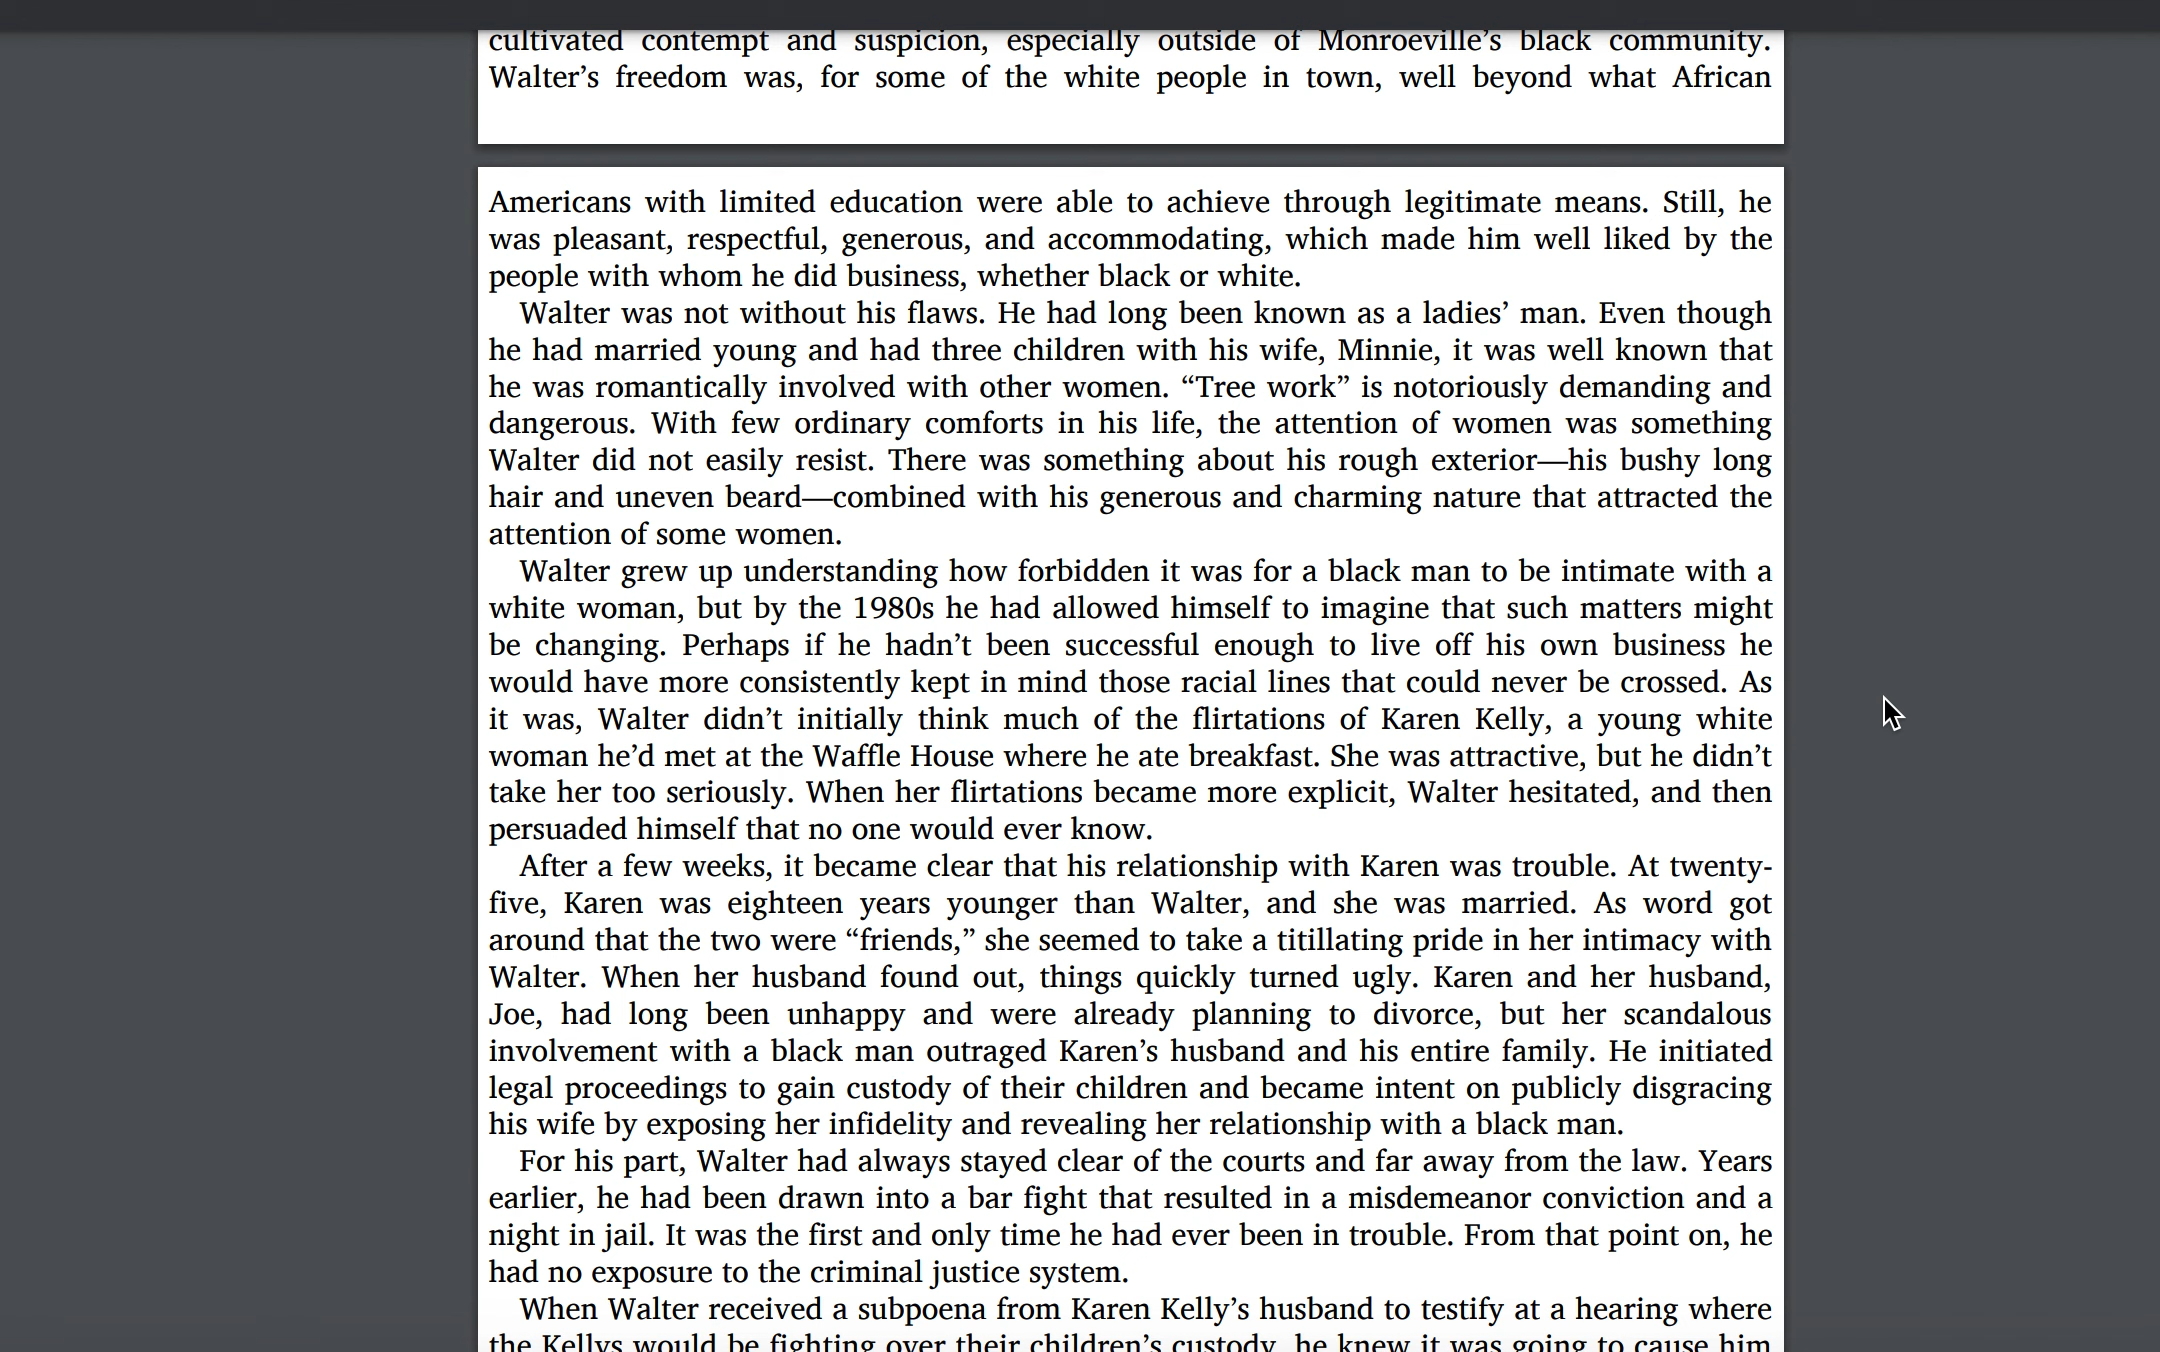 cultivated contempt and suspicion, especially outside of Monroeville’s black community.
Walter’s freedom was, for some of the white people in town, well beyond what African
Americans with limited education were able to achieve through legitimate means. Still, he
was pleasant, respectful, generous, and accommodating, which made him well liked by the
people with whom he did business, whether black or white.
Walter was not without his flaws. He had long been known as a ladies’ man. Even though
he had married young and had three children with his wife, Minnie, it was well known that
he was romantically involved with other women. “Tree work” is notoriously demanding and
dangerous. With few ordinary comforts in his life, the attention of women was something
Walter did not easily resist. There was something about his rough exterior—his bushy long
hair and uneven beard—combined with his generous and charming nature that attracted the
attention of some women.
Walter grew up understanding how forbidden it was for a black man to be intimate with a
white woman, but by the 1980s he had allowed himself to imagine that such matters might
be changing. Perhaps if he hadn’t been successful enough to live off his own business he
would have more consistently kept in mind those racial lines that could never be crossed. As
it was, Walter didn’t initially think much of the flirtations of Karen Kelly, a young white
woman he’d met at the Waffle House where he ate breakfast. She was attractive, but he didn’t
take her too seriously. When her flirtations became more explicit, Walter hesitated, and then
persuaded himself that no one would ever know.
After a few weeks, it became clear that his relationship with Karen was trouble. At twenty-
five, Karen was eighteen years younger than Walter, and she was married. As word got
around that the two were “friends,” she seemed to take a titillating pride in her intimacy with
Walter. When her husband found out, things quickly turned ugly. Karen and her husband,
Joe, had long been unhappy and were already planning to divorce, but her scandalous
involvement with a black man outraged Karen’s husband and his entire family. He initiated
legal proceedings to gain custody of their children and became intent on publicly disgracing
his wife by exposing her infidelity and revealing her relationship with a black man.
For his part, Walter had always stayed clear of the courts and far away from the law. Years
earlier, he had been drawn into a bar fight that resulted in a misdemeanor conviction and a
night in jail. It was the first and only time he had ever been in trouble. From that point on, he
had no exposure to the criminal justice system.
When Walter received a subpoena from Karen Kelly’s husband to testify at a hearing where
the Kellys would be fighting over their children’s custody, he knew it was going to cause him